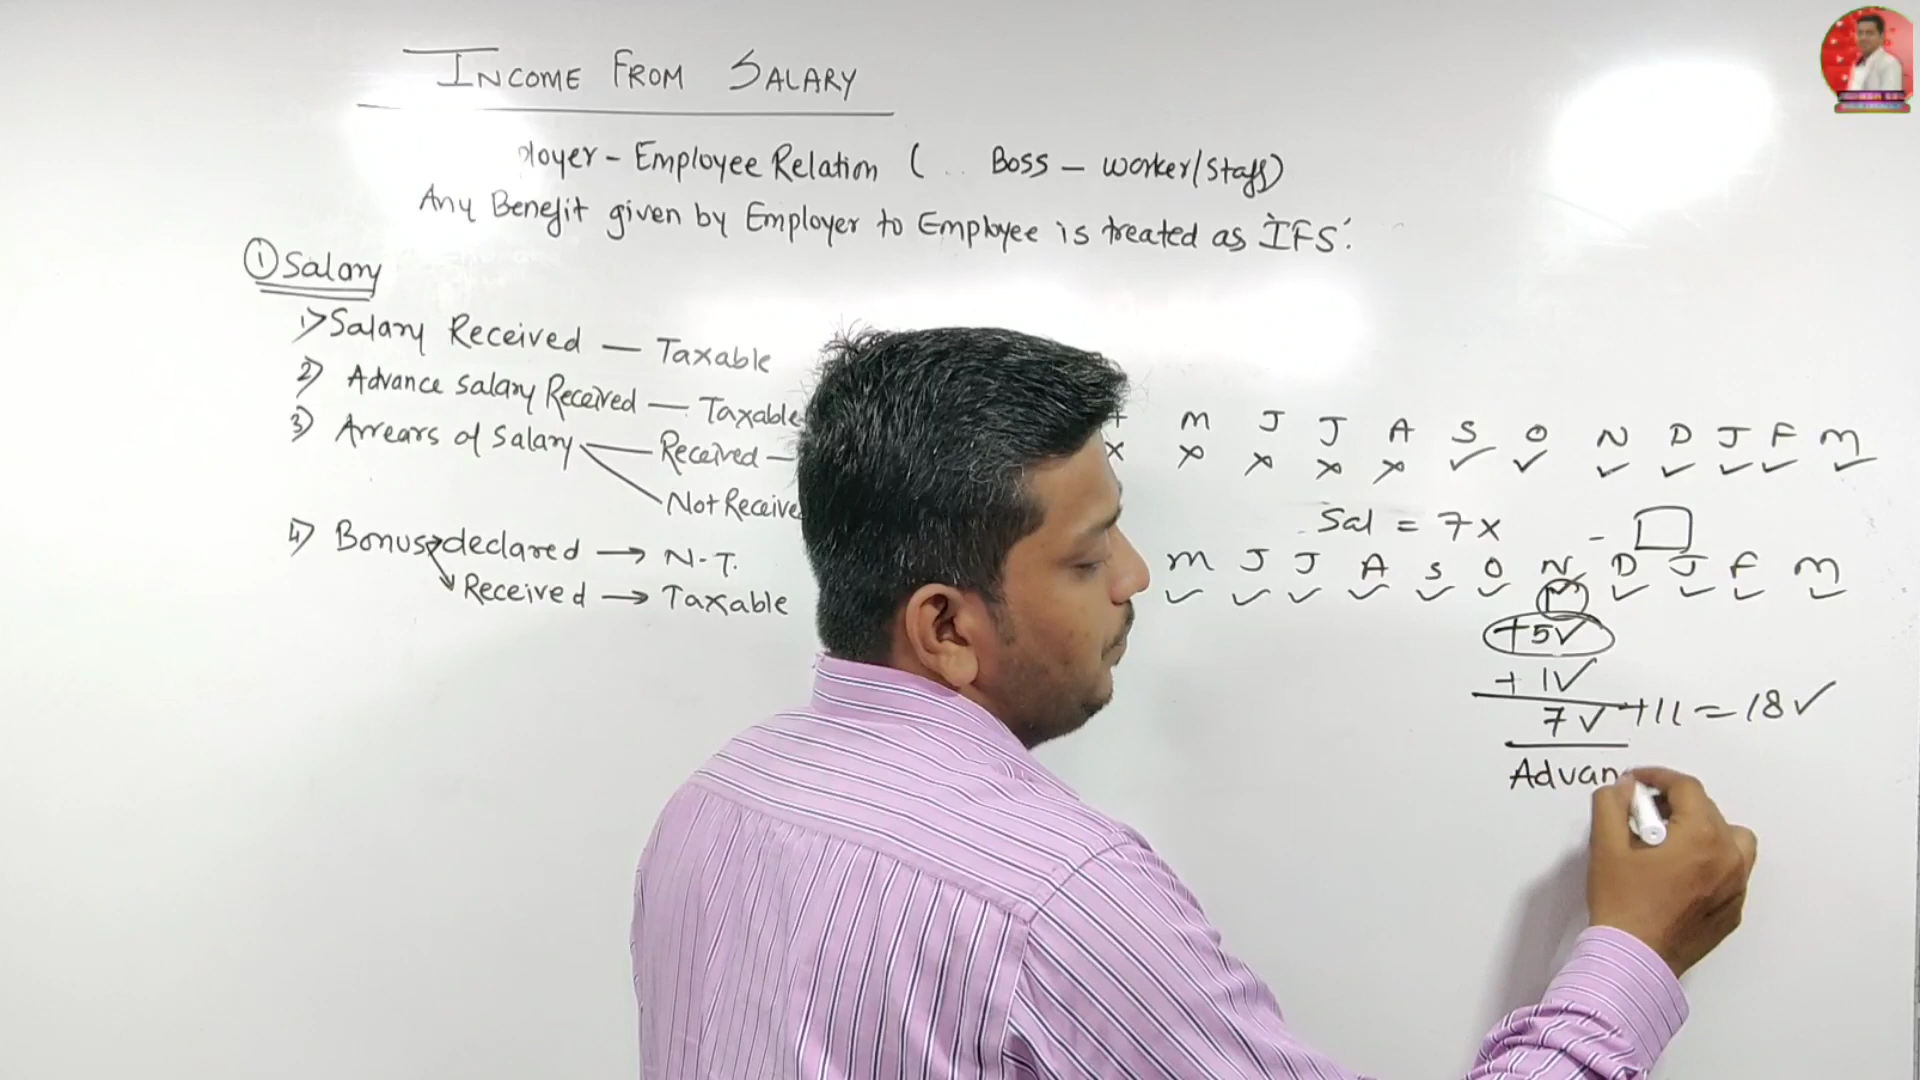 INCOME FROM SALARY
ployer - Employee Relation ( .. Boss - worker/staff)
Any Benefit given by Employer to Employee is treated as IFS.
① Salary
1) Salary Received — Taxable
2) Advance salary Received — Taxable
3) Arrears of salary — Received —
Not Receive
4) Bonus → declared → N.T.
Received → Taxable
M J J A S O N D J F M
x x x x x ✓ ✓ ✓ ✓ ✓ ✓ ✓
Sal = 7x
-
M J J A S O N D J F M
✓ ✓ ✓ ✓ ✓ ✓ ✓ ✓ ✓ ✓
+5✓
+1✓
7✓ +11 = 18✓
Advan